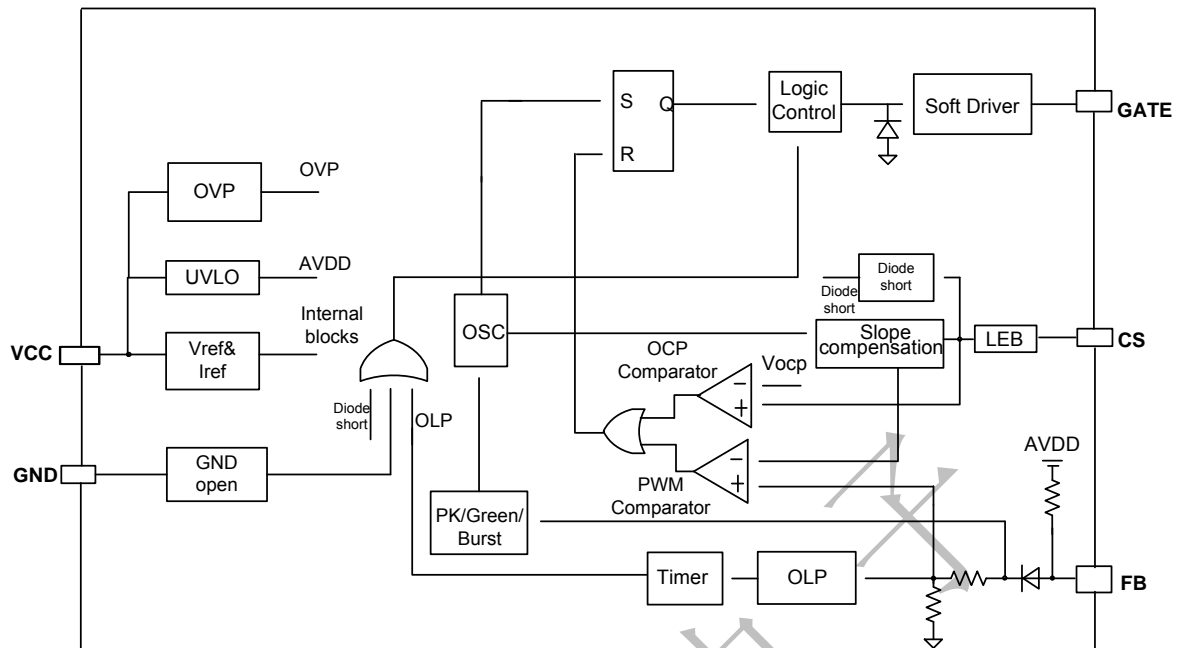 S
Q
R
Logic
Control
Soft Driver
GATE
OVP
OVP
UVLO
AVDD
Internal
blocks
VCC
Vref&
Iref
OSC
Diode
short
Diode
short
Slope
compensation
LEB
CS
OCP
Comparator
Vocp
-
+
Diode
short
OLP
GND
GND
open
PWM
Comparator
-
+
AVDD
PK/Green/
Burst
Timer
OLP
FB